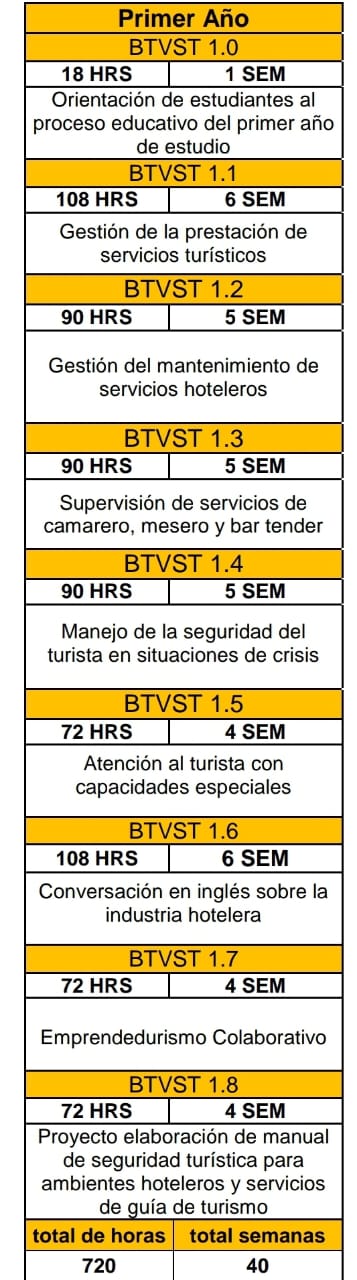 Primer Año
BTVST 1.0
18 HRS 1 SEM
Orientación de estudiantes al
proceso educativo del primer año
de estudio
BTVST 1.1
108 HRS 6 SEM
Gestión de la prestación de
servicios turísticos
BTVST 1.2
90 HRS 5 SEM
Gestión del mantenimiento de
servicios hoteleros
BTVST 1.3
90 HRS 5 SEM
Supervisión de servicios de
camarero, mesero y bar tender
BTVST 1.4
90 HRS 5 SEM
Manejo de la seguridad del
turista en situaciones de crisis
BTVST 1.5
72 HRS 4 SEM
Atención al turista con
capacidades especiales
BTVST 1.6
108 HRS 6 SEM
Conversación en inglés sobre la
industria hotelera
BTVST 1.7
72 HRS 4 SEM
Emprendedurismo Colaborativo
BTVST 1.8
72 HRS 4 SEM
Proyecto elaboración de manual
de seguridad turística para
ambientes hoteleros y servicios
de guía de turismo
total de horas total semanas
720 40